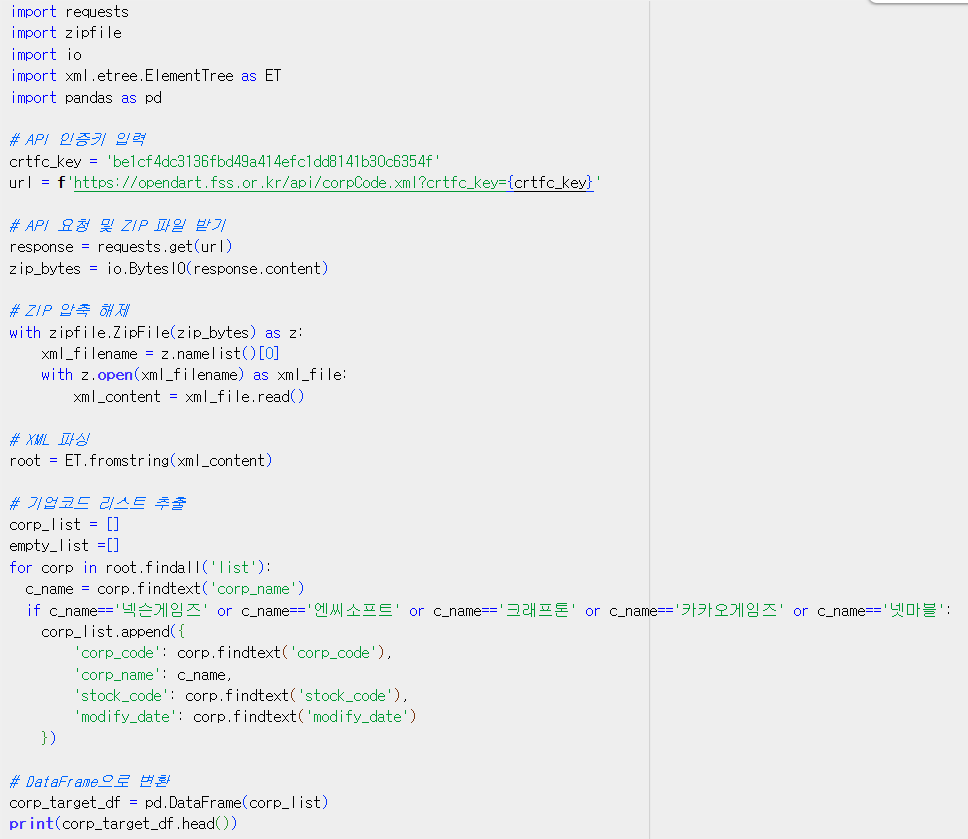 import requests
import zipfile
import io
import xml.etree.ElementTree as ET
import pandas as pd

# API 인증키 입력
crtfc_key = 'be1cf4dc3136fbd49a414efc1dd8141b30c6354f'
url = f'https://opendart.fss.or.kr/api/corpCode.xml?crtfc_key={crtfc_key}'

# API 요청 및 ZIP 파일 받기
response = requests.get(url)
zip_bytes = io.BytesIO(response.content)

# ZIP 압축 해제
with zipfile.ZipFile(zip_bytes) as z:
    xml_filename = z.namelist()[0]
    with z.open(xml_filename) as xml_file:
        xml_content = xml_file.read()

# XML 파싱
root = ET.fromstring(xml_content)

# 기업코드 리스트 추출
corp_list = []
empty_list =[]
for corp in root.findall('list'):
  c_name = corp.findtext('corp_name')
  if c_name=='넥슨게임즈' or c_name=='엔씨소프트' or c_name=='크래프톤' or c_name=='카카오게임즈' or c_name=='넷마블':
    corp_list.append({
        'corp_code': corp.findtext('corp_code'),
        'corp_name': c_name,
        'stock_code': corp.findtext('stock_code'),
        'modify_date': corp.findtext('modify_date')
    })

# DataFrame으로 변환
corp_target_df = pd.DataFrame(corp_list)
print(corp_target_df.head())